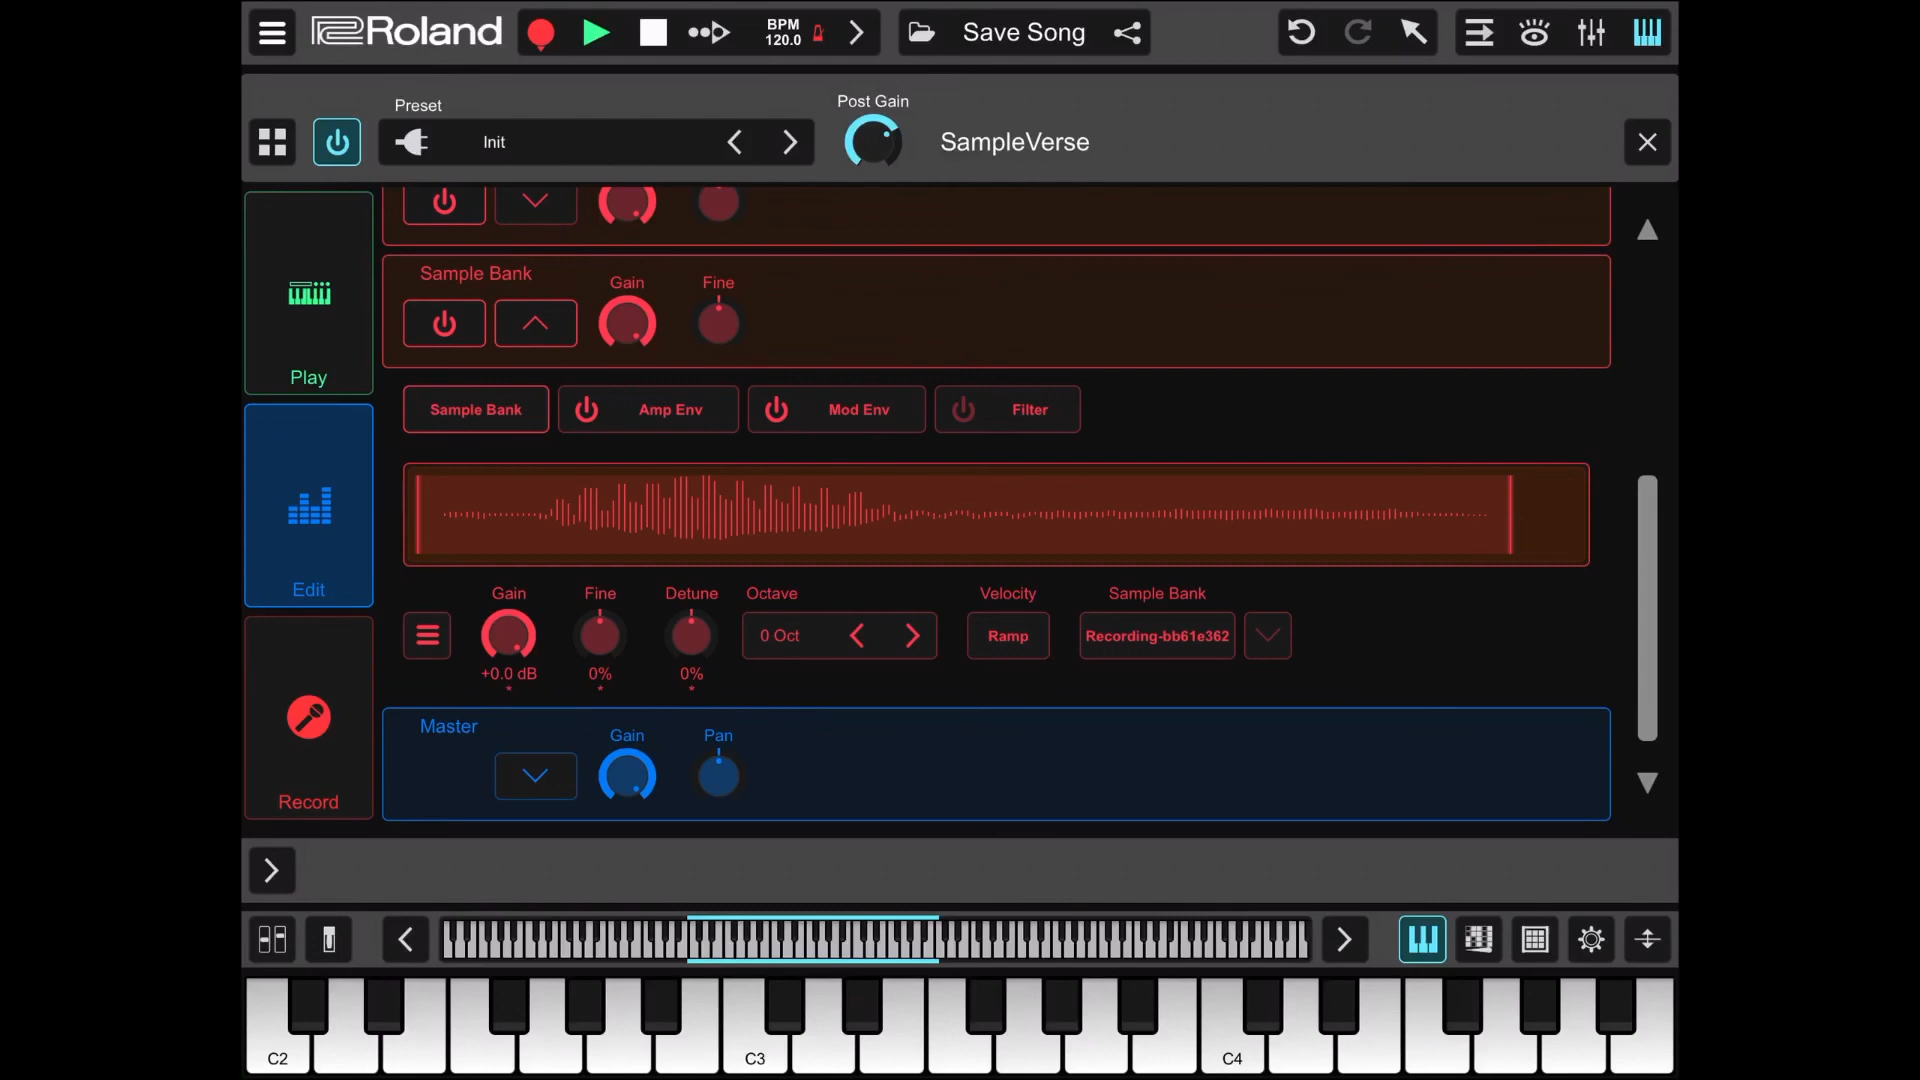 Roland
BPM
120.0
Save Song
Preset
Init
Post Gain
SampleVerse
Play
Edit
Record
Sample Bank
Gain
Fine
Sample Bank
Amp Env
Mod Env
Filter
Gain
Fine
Detune
Octave
Velocity
Sample Bank
0 Oct
Ramp
Recording-bb61e362
+0.0 dB
0%
0%
*
*
*
Master
Gain
Pan
C2
C3
C4